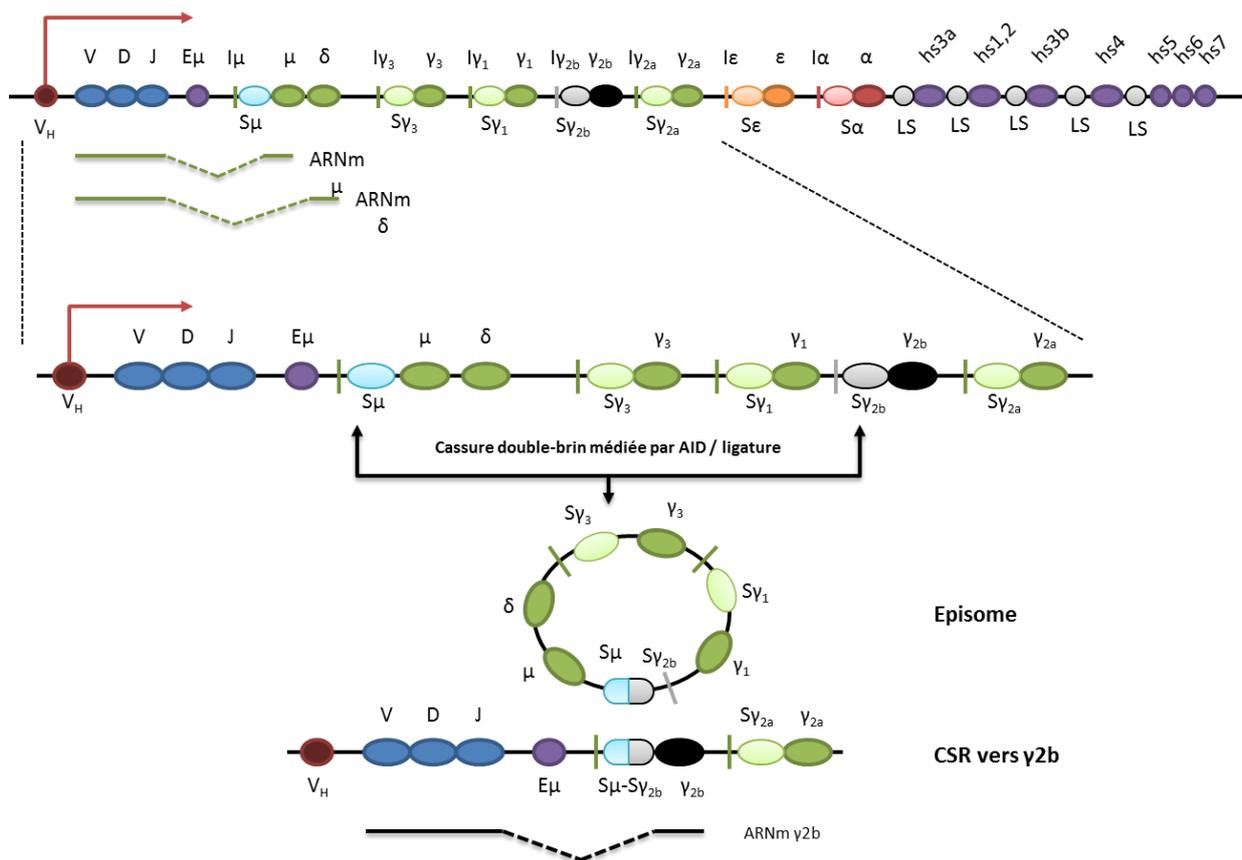 V D J Eμ Iμ μ δ Iγ3 γ3 Iγ1 γ1 Iγ2b γ2b Iγ2a γ2a Iε ε Iα α hs3a hs1,2 hs3b hs4 hs5 hs6 hs7
VH Sμ Sγ3 Sγ1 Sγ2b Sγ2a Sε Sα LS LS LS LS LS
ARNm
μ
ARNm
δ
V D J Eμ μ δ γ3 γ1 γ2b γ2a
VH Sμ Sγ3 Sγ1 Sγ2b Sγ2a
Cassure double-brin médiée par AID / ligature
Sγ3 γ3
Sγ1
δ
Episome
μ Sμ Sγ2b γ1
V D J Sγ2a γ2a
CSR vers γ2b
VH Eμ Sμ-Sγ2b γ2b
ARNm γ2b